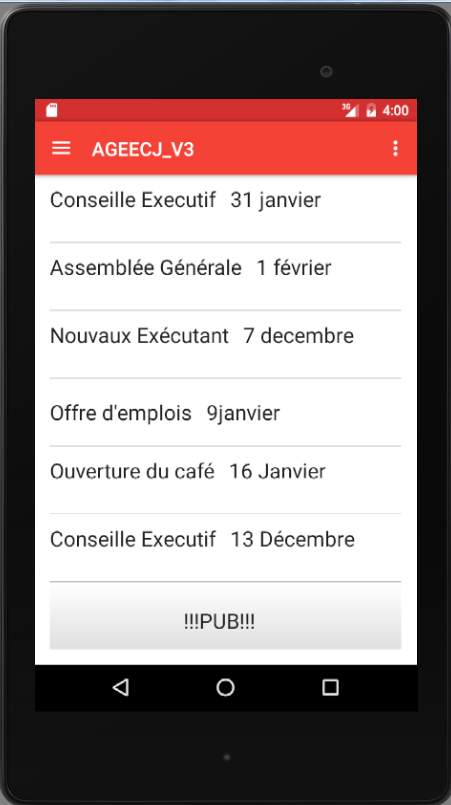 3G 4:00
AGEECJ_V3
Conseille Executif 31 janvier
Assemblée Générale 1 février
Nouvaux Exécutant 7 decembre
Offre d'emplois 9janvier
Ouverture du café 16 Janvier
Conseille Executif 13 Décembre
!!!PUB!!!